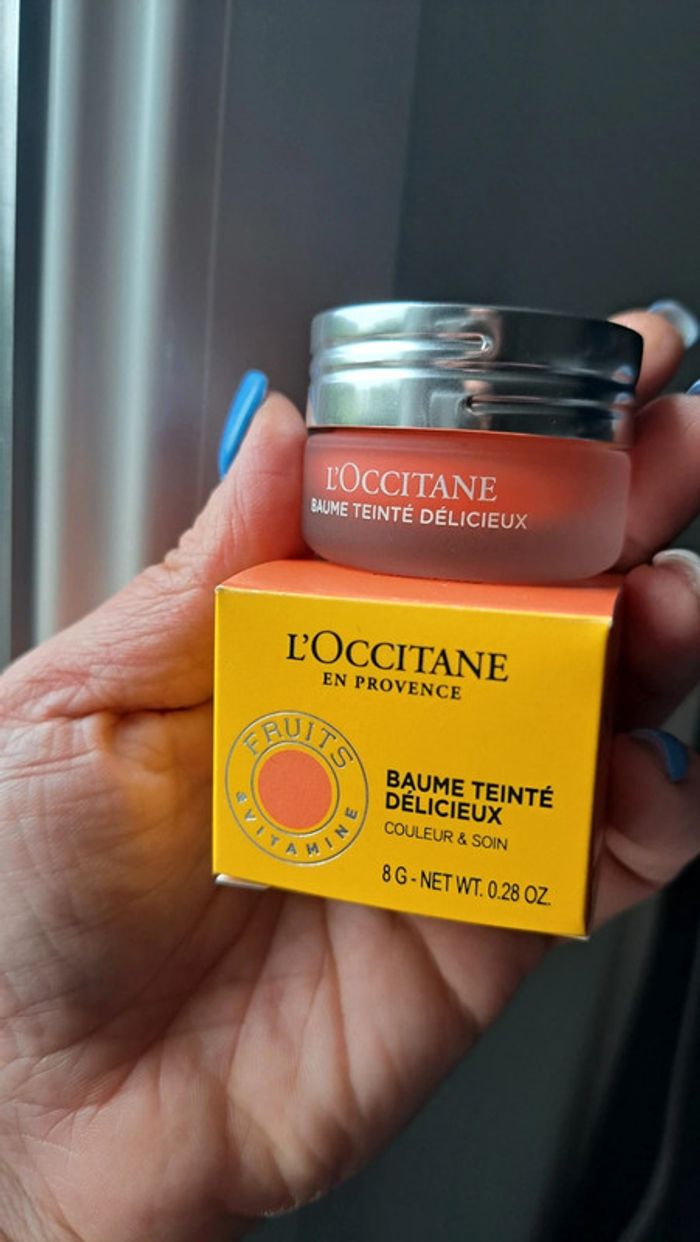 L'OCCITANE
BAUME TEINTÉ DÉLICIEUX
L'OCCITANE
EN PROVENCE
FRUITS
& VITAMINE
BAUME TEINTÉ
DÉLICIEUX
COULEUR & SOIN
8 G - NET WT. 0.28 OZ.